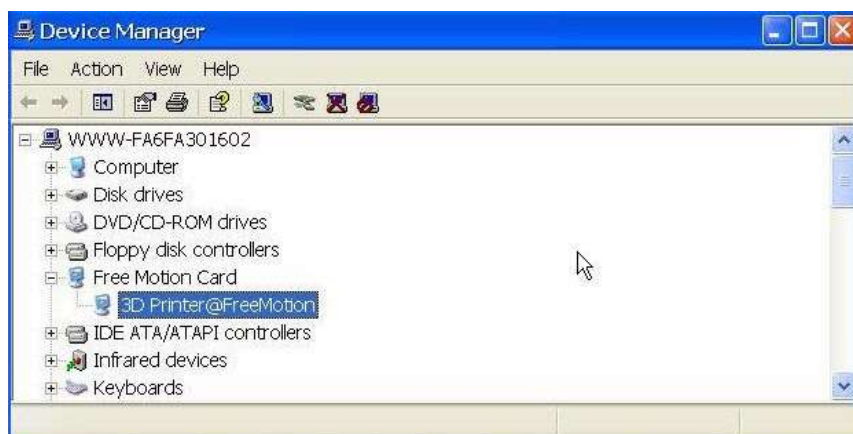 Device Manager
File Action View Help
WWW-FA6FA301602
Computer
Disk drives
DVD/CD-ROM drives
Floppy disk controllers
Free Motion Card
3D Printer@FreeMotion
IDE ATA/ATAPI controllers
Infrared devices
Keyboards